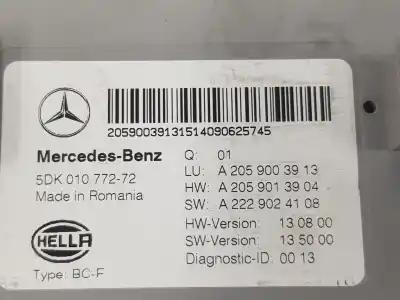 20590039131514090625745
Mercedes-Benz
5DK 010 772-72
Made in Romania
HELLA
Type: BC-F
Q: 01
LU: A 205 900 39 13
HW: A 205 901 39 04
SW: A 222 902 41 08
HW-Version: 13 08 00
SW-Version: 13 50 00
Diagnostic-ID: 00 13